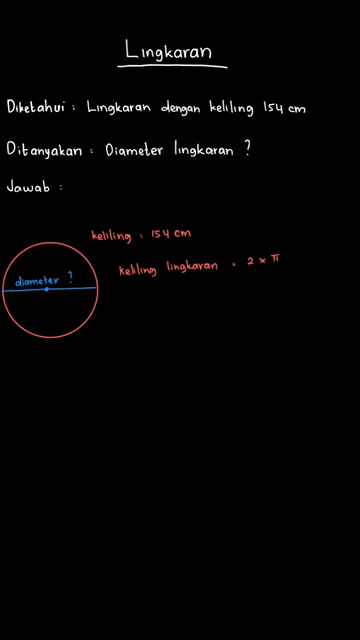 Lingkaran
Diketahui : Lingkaran dengan keliling 154 cm
Ditanyakan : Diameter lingkaran ?
Jawab :
keliling : 154 cm
diameter ?
keliling lingkaran = 2 × π